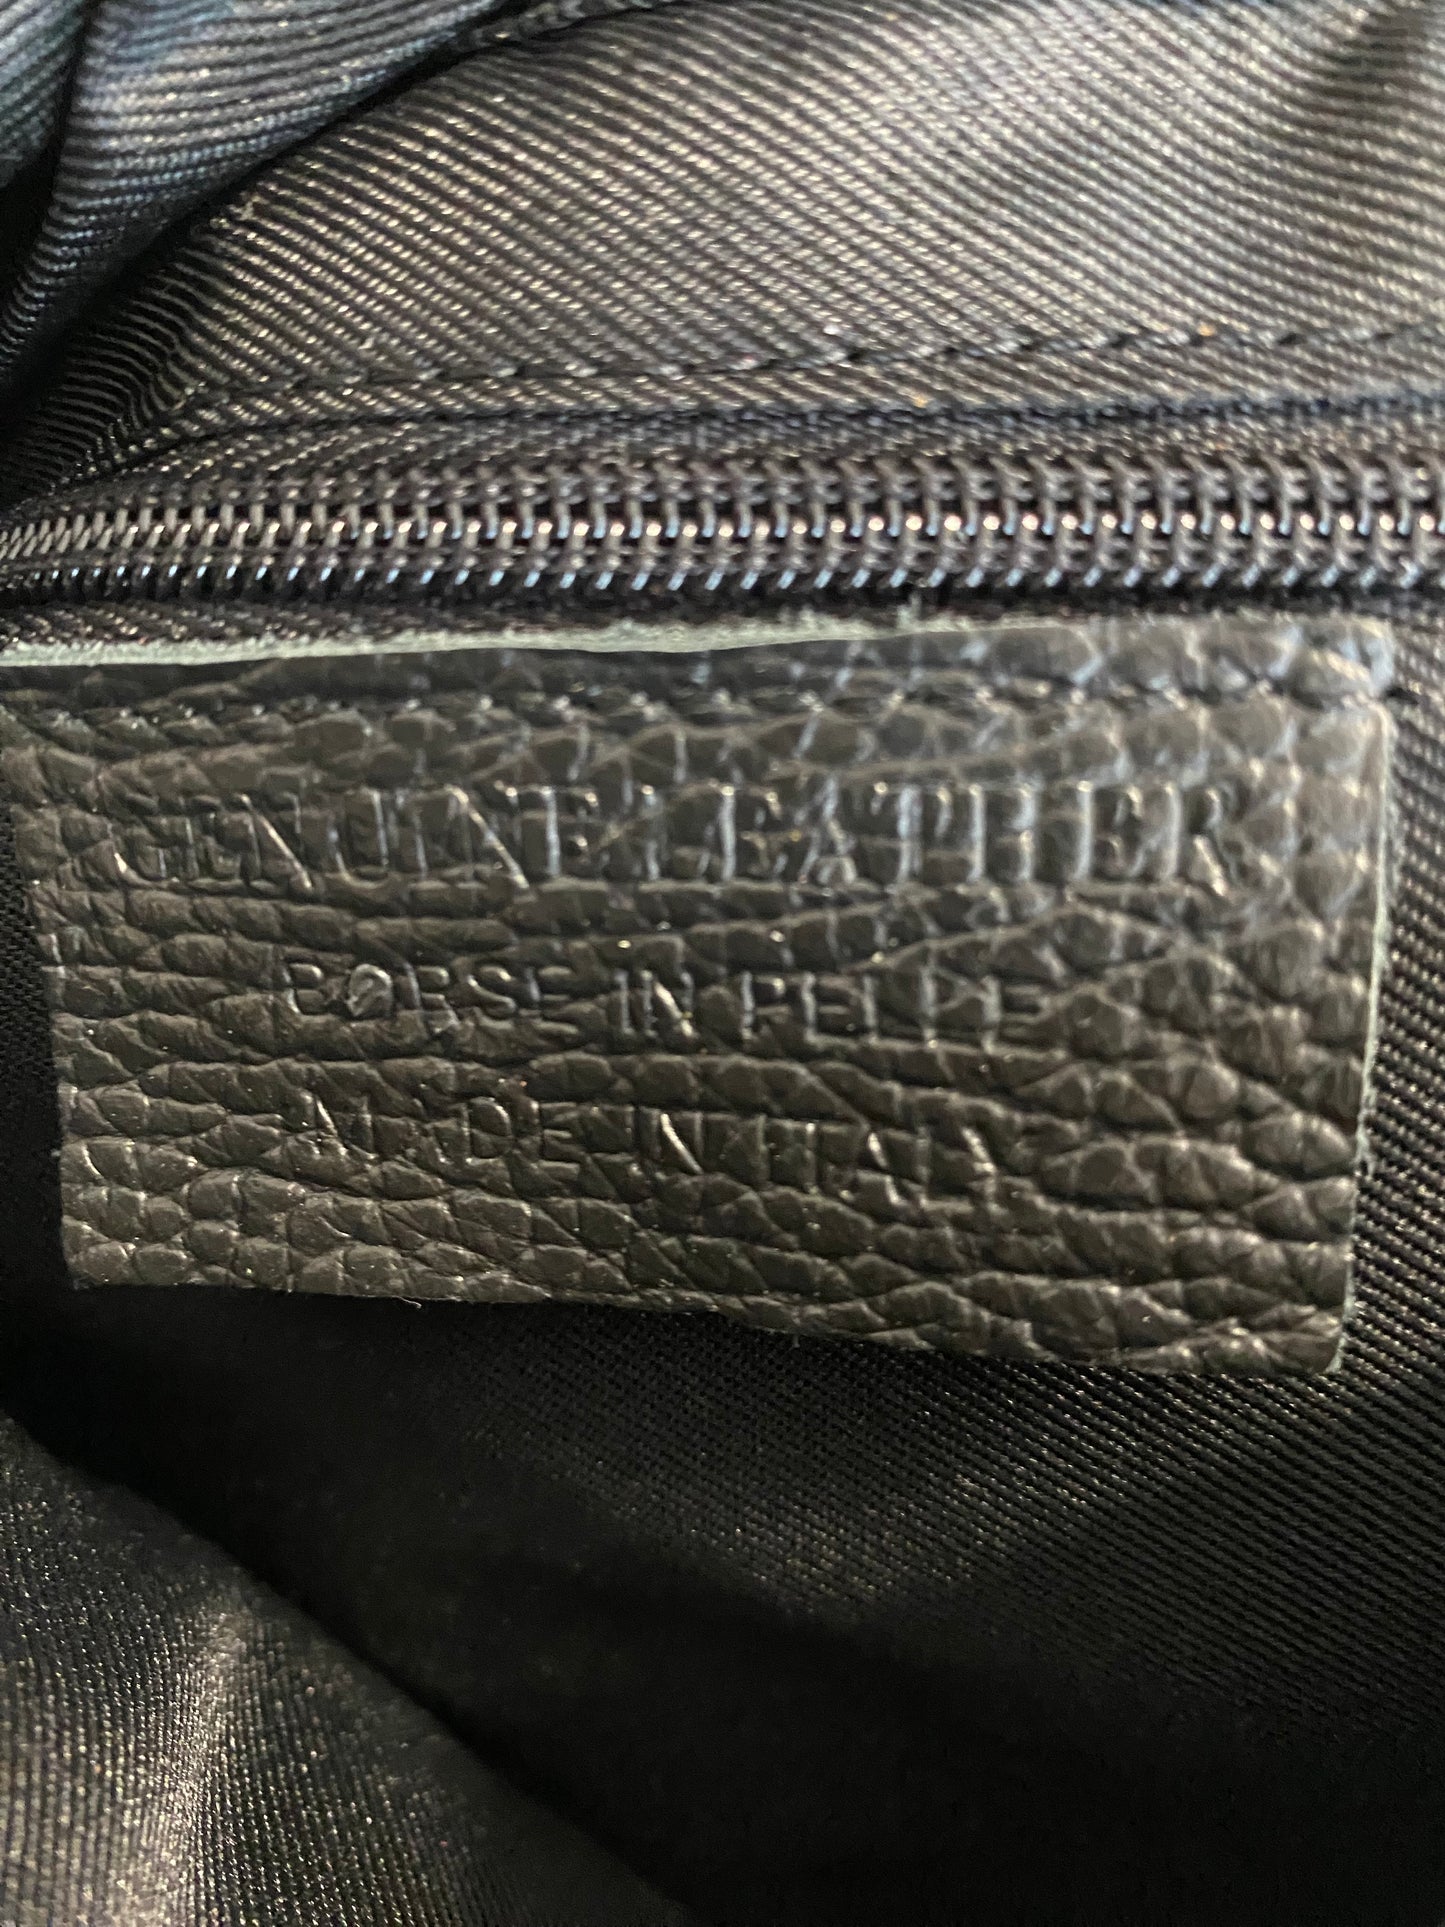 GENUINE LEATHER
BORSE IN PELLE
MADE IN ITALY